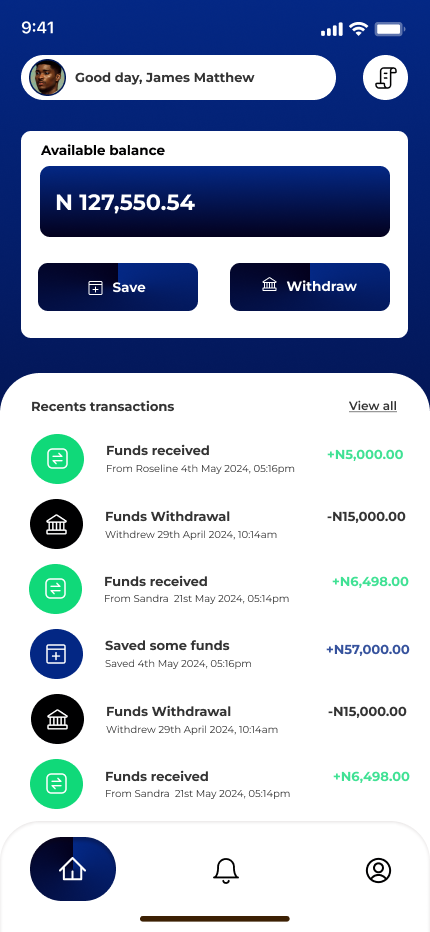 9:41
Good day, James Matthew
Available balance
N 127,550.54
Save
Withdraw
Recents transactions
View all
Funds received
+N5,000.00
From Roseline 4th May 2024, 05:16pm
Funds Withdrawal
-N15,000.00
Withdrew 29th April 2024, 10:14am
Funds received
+N6,498.00
From Sandra  21st May 2024, 05:14pm
Saved some funds
+N57,000.00
Saved 4th May 2024, 05:16pm
Funds Withdrawal
-N15,000.00
Withdrew 29th April 2024, 10:14am
Funds received
+N6,498.00
From Sandra  21st May 2024, 05:14pm